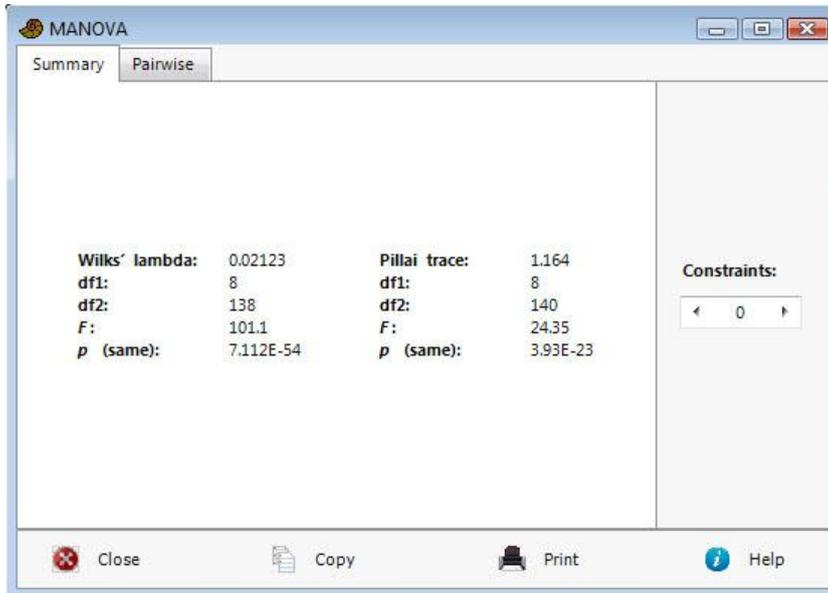 MANOVA
Summary Pairwise
Wilks´ lambda: 0.02123 Pillai trace: 1.164
df1: 8 df1: 8
df2: 138 df2: 140
F: 101.1 F: 24.35
p (same): 7.112E-54 p (same): 3.93E-23
Constraints:
0
Close Copy Print Help